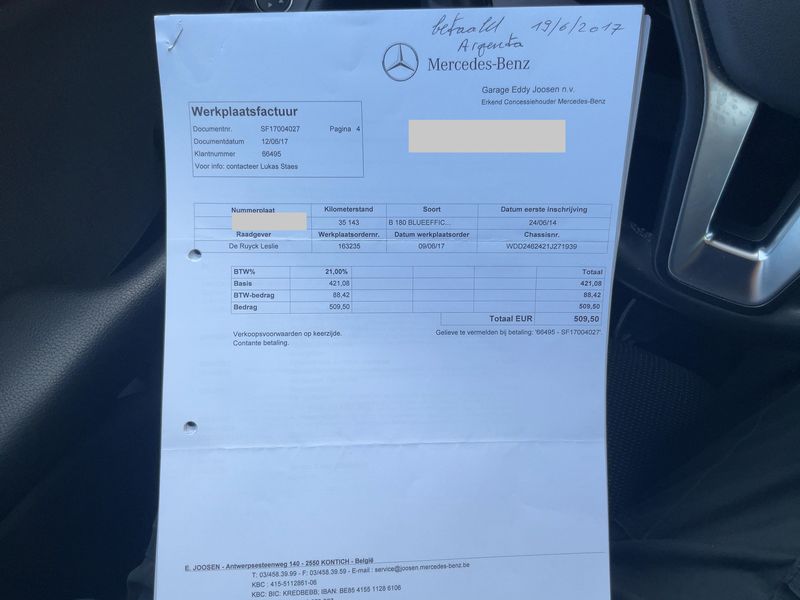 betaald 19/6/2017
Argenta
Mercedes-Benz
Garage Eddy Joosen n.v.
Erkend Concessiehouder Mercedes-Benz
Werkplaatsfactuur
Documentnr. SF17004027 Pagina 4
Documentdatum 12/06/17
Klantnummer 66495
Voor info: contacteer Lukas Staes
Nummerplaat Kilometerstand Soort Datum eerste inschrijving
35 143 B 180 BLUEEFFIC... 24/06/14
Raadgever Werkplaatsordernr. Datum werkplaatsorder Chassisnr.
De Ruyck Leslie 163235 09/06/17 WDD2462421J271939
BTW% 21,00% Totaal
Basis 421,08 421,08
BTW-bedrag 88,42 88,42
Bedrag 509,50 509,50
Totaal EUR 509,50
Verkoopsvoorwaarden op keerzijde. Gelieve te vermelden bij betaling: '66495 - SF17004027'.
Contante betaling.
E. JOOSEN - Antwerpsesteenweg 140 - 2550 KONTICH - België
T: 03/458.39.99 - F: 03/458.39.59 - E-mail : service@joosen.mercedes-benz.be
KBC : 415-5112861-06
KBC: BIC: KREDBEBB; IBAN: BE85 4155 1128 6106